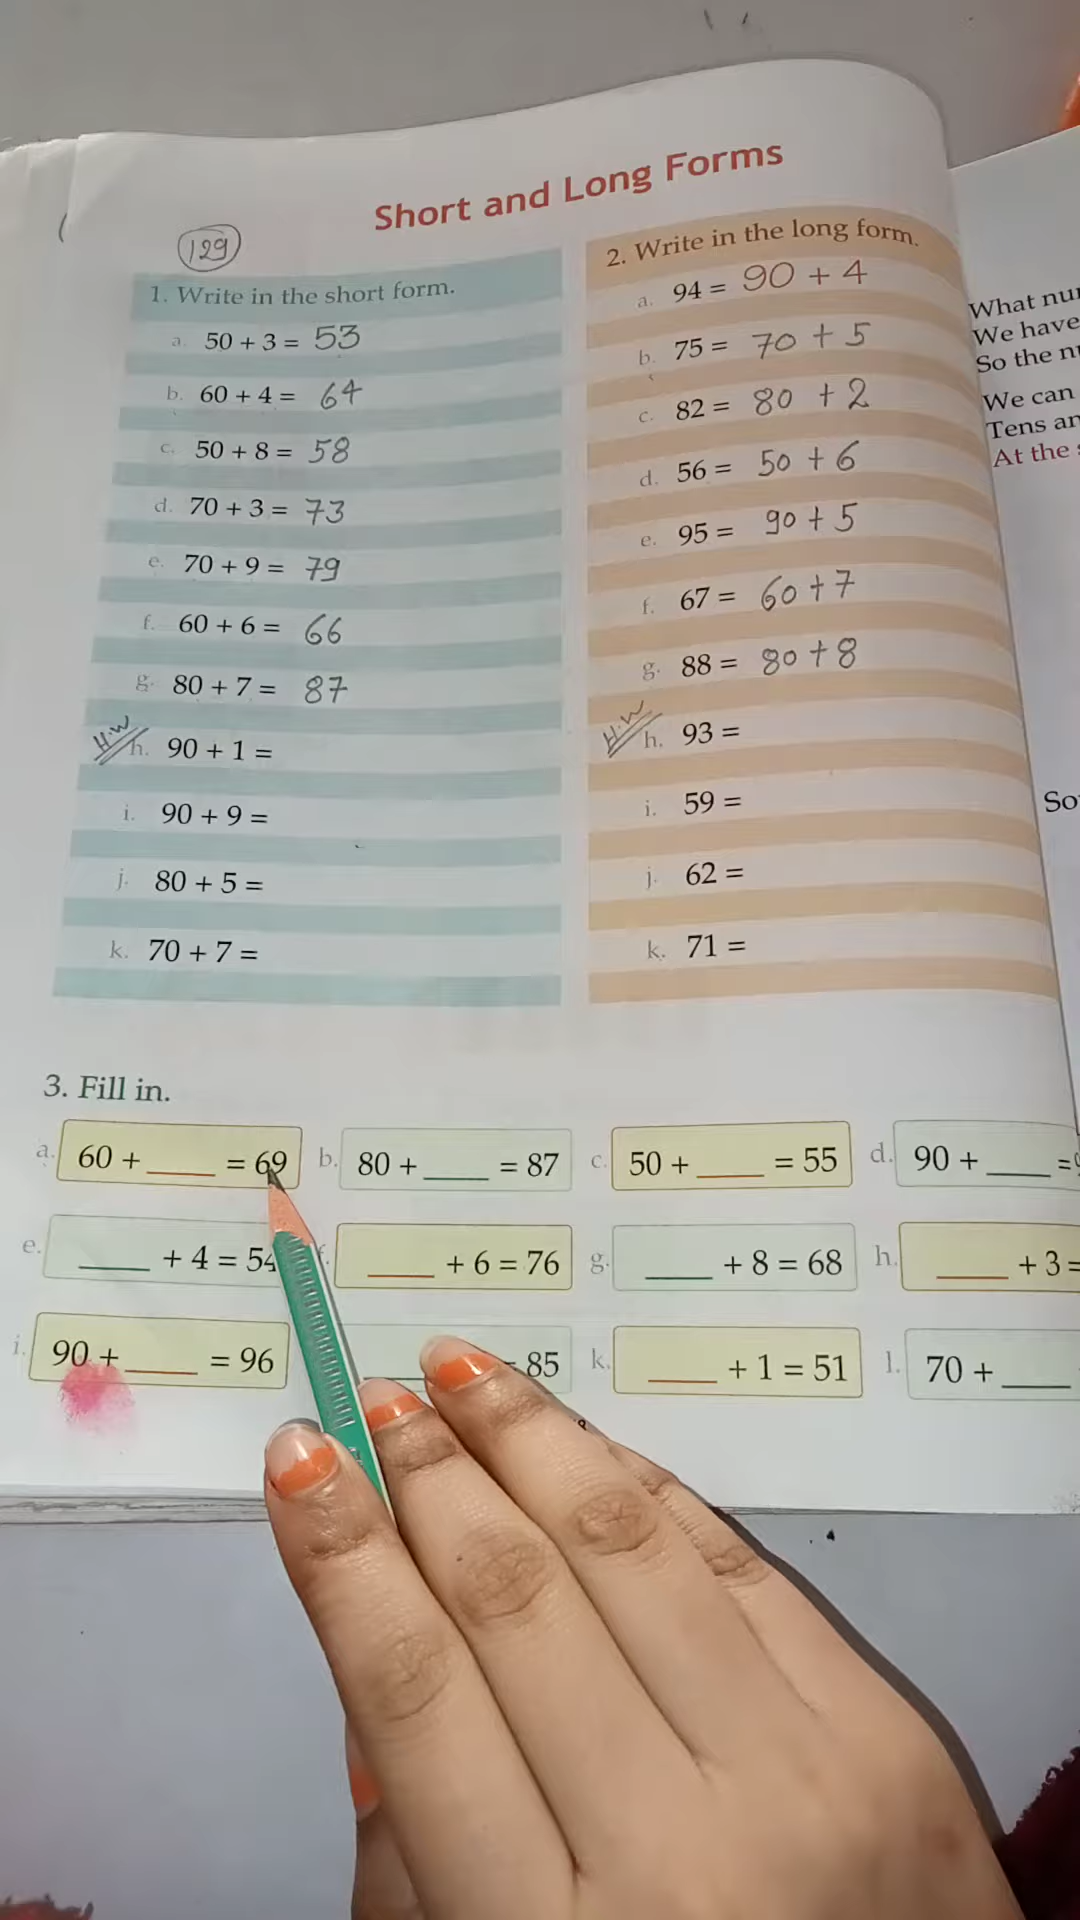 Short and Long Forms
129
1. Write in the short form.
a. 50 + 3 = 53
b. 60 + 4 = 64
c. 50 + 8 = 58
d. 70 + 3 = 73
e. 70 + 9 = 79
f. 60 + 6 = 66
g. 80 + 7 = 87
H.W
h. 90 + 1 =
i. 90 + 9 =
j. 80 + 5 =
k. 70 + 7 =
2. Write in the long form.
a. 94 = 90 + 4
b. 75 = 70 + 5
c. 82 = 80 + 2
d. 56 = 50 + 6
e. 95 = 90 + 5
f. 67 = 60 + 7
g. 88 = 80 + 8
H.W
h. 93 =
i. 59 =
j. 62 =
k. 71 =
3. Fill in.
a. 60 + ____ = 69 b. 80 + ____ = 87 c. 50 + ____ = 55 d. 90 + ____ =
e. ____ + 4 = 54 f. ____ + 6 = 76 g. ____ + 8 = 68 h. ____ + 3 =
i. 90 + ____ = 96 ____ = 85 k. ____ + 1 = 51 l. 70 + ____
What
We have
So the
We can
Tens
At the